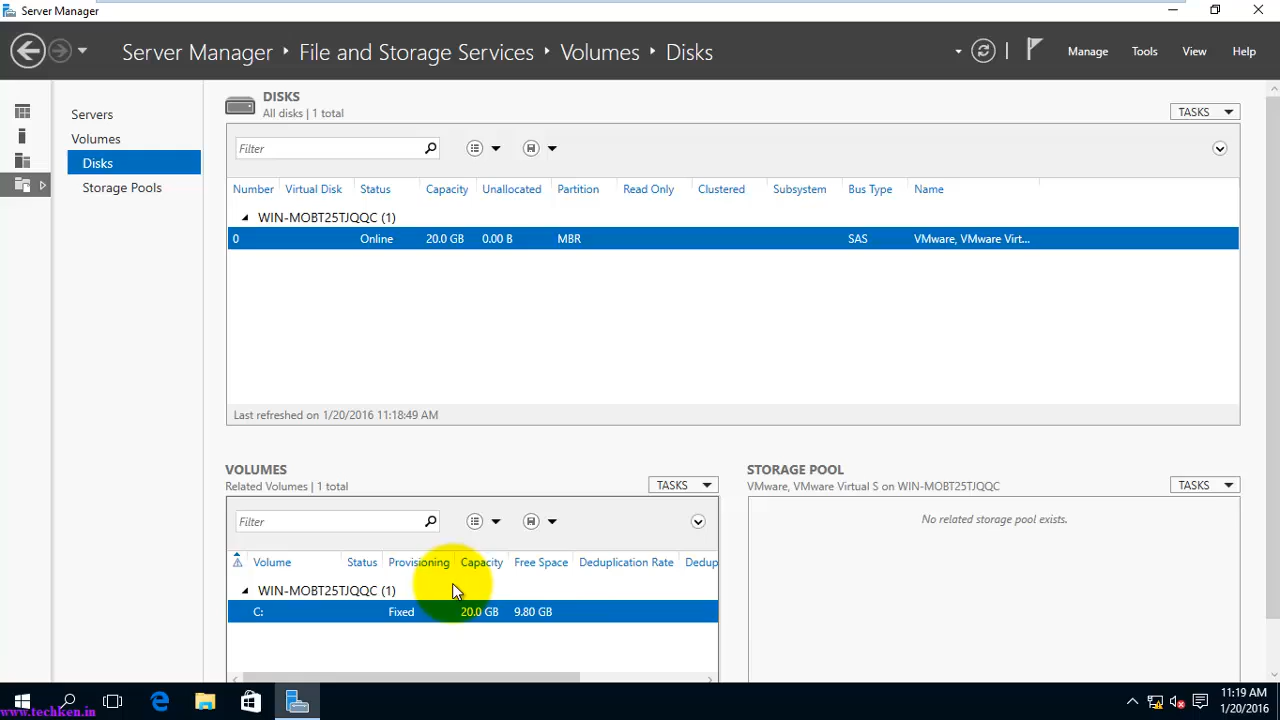 Server Manager
Server Manager ‣ File and Storage Services ‣ Volumes ‣ Disks
Manage Tools View Help
Servers
Volumes
Disks
Storage Pools
DISKS
All disks | 1 total
TASKS
Filter
Number Virtual Disk Status Capacity Unallocated Partition Read Only Clustered Subsystem Bus Type Name
WIN-MOBT25TJQQC (1)
0 Online 20.0 GB 0.00 B MBR SAS VMware, VMware Virt...
Last refreshed on 1/20/2016 11:18:49 AM
VOLUMES
Related Volumes | 1 total
TASKS
Filter
Volume Status Provisioning Capacity Free Space Deduplication Rate Dedup
WIN-MOBT25TJQQC (1)
C: Fixed 20.0 GB 9.80 GB
STORAGE POOL
VMware, VMware Virtual S on WIN-MOBT25TJQQC
TASKS
No related storage pool exists.
11:19 AM
1/20/2016
www.techken.in